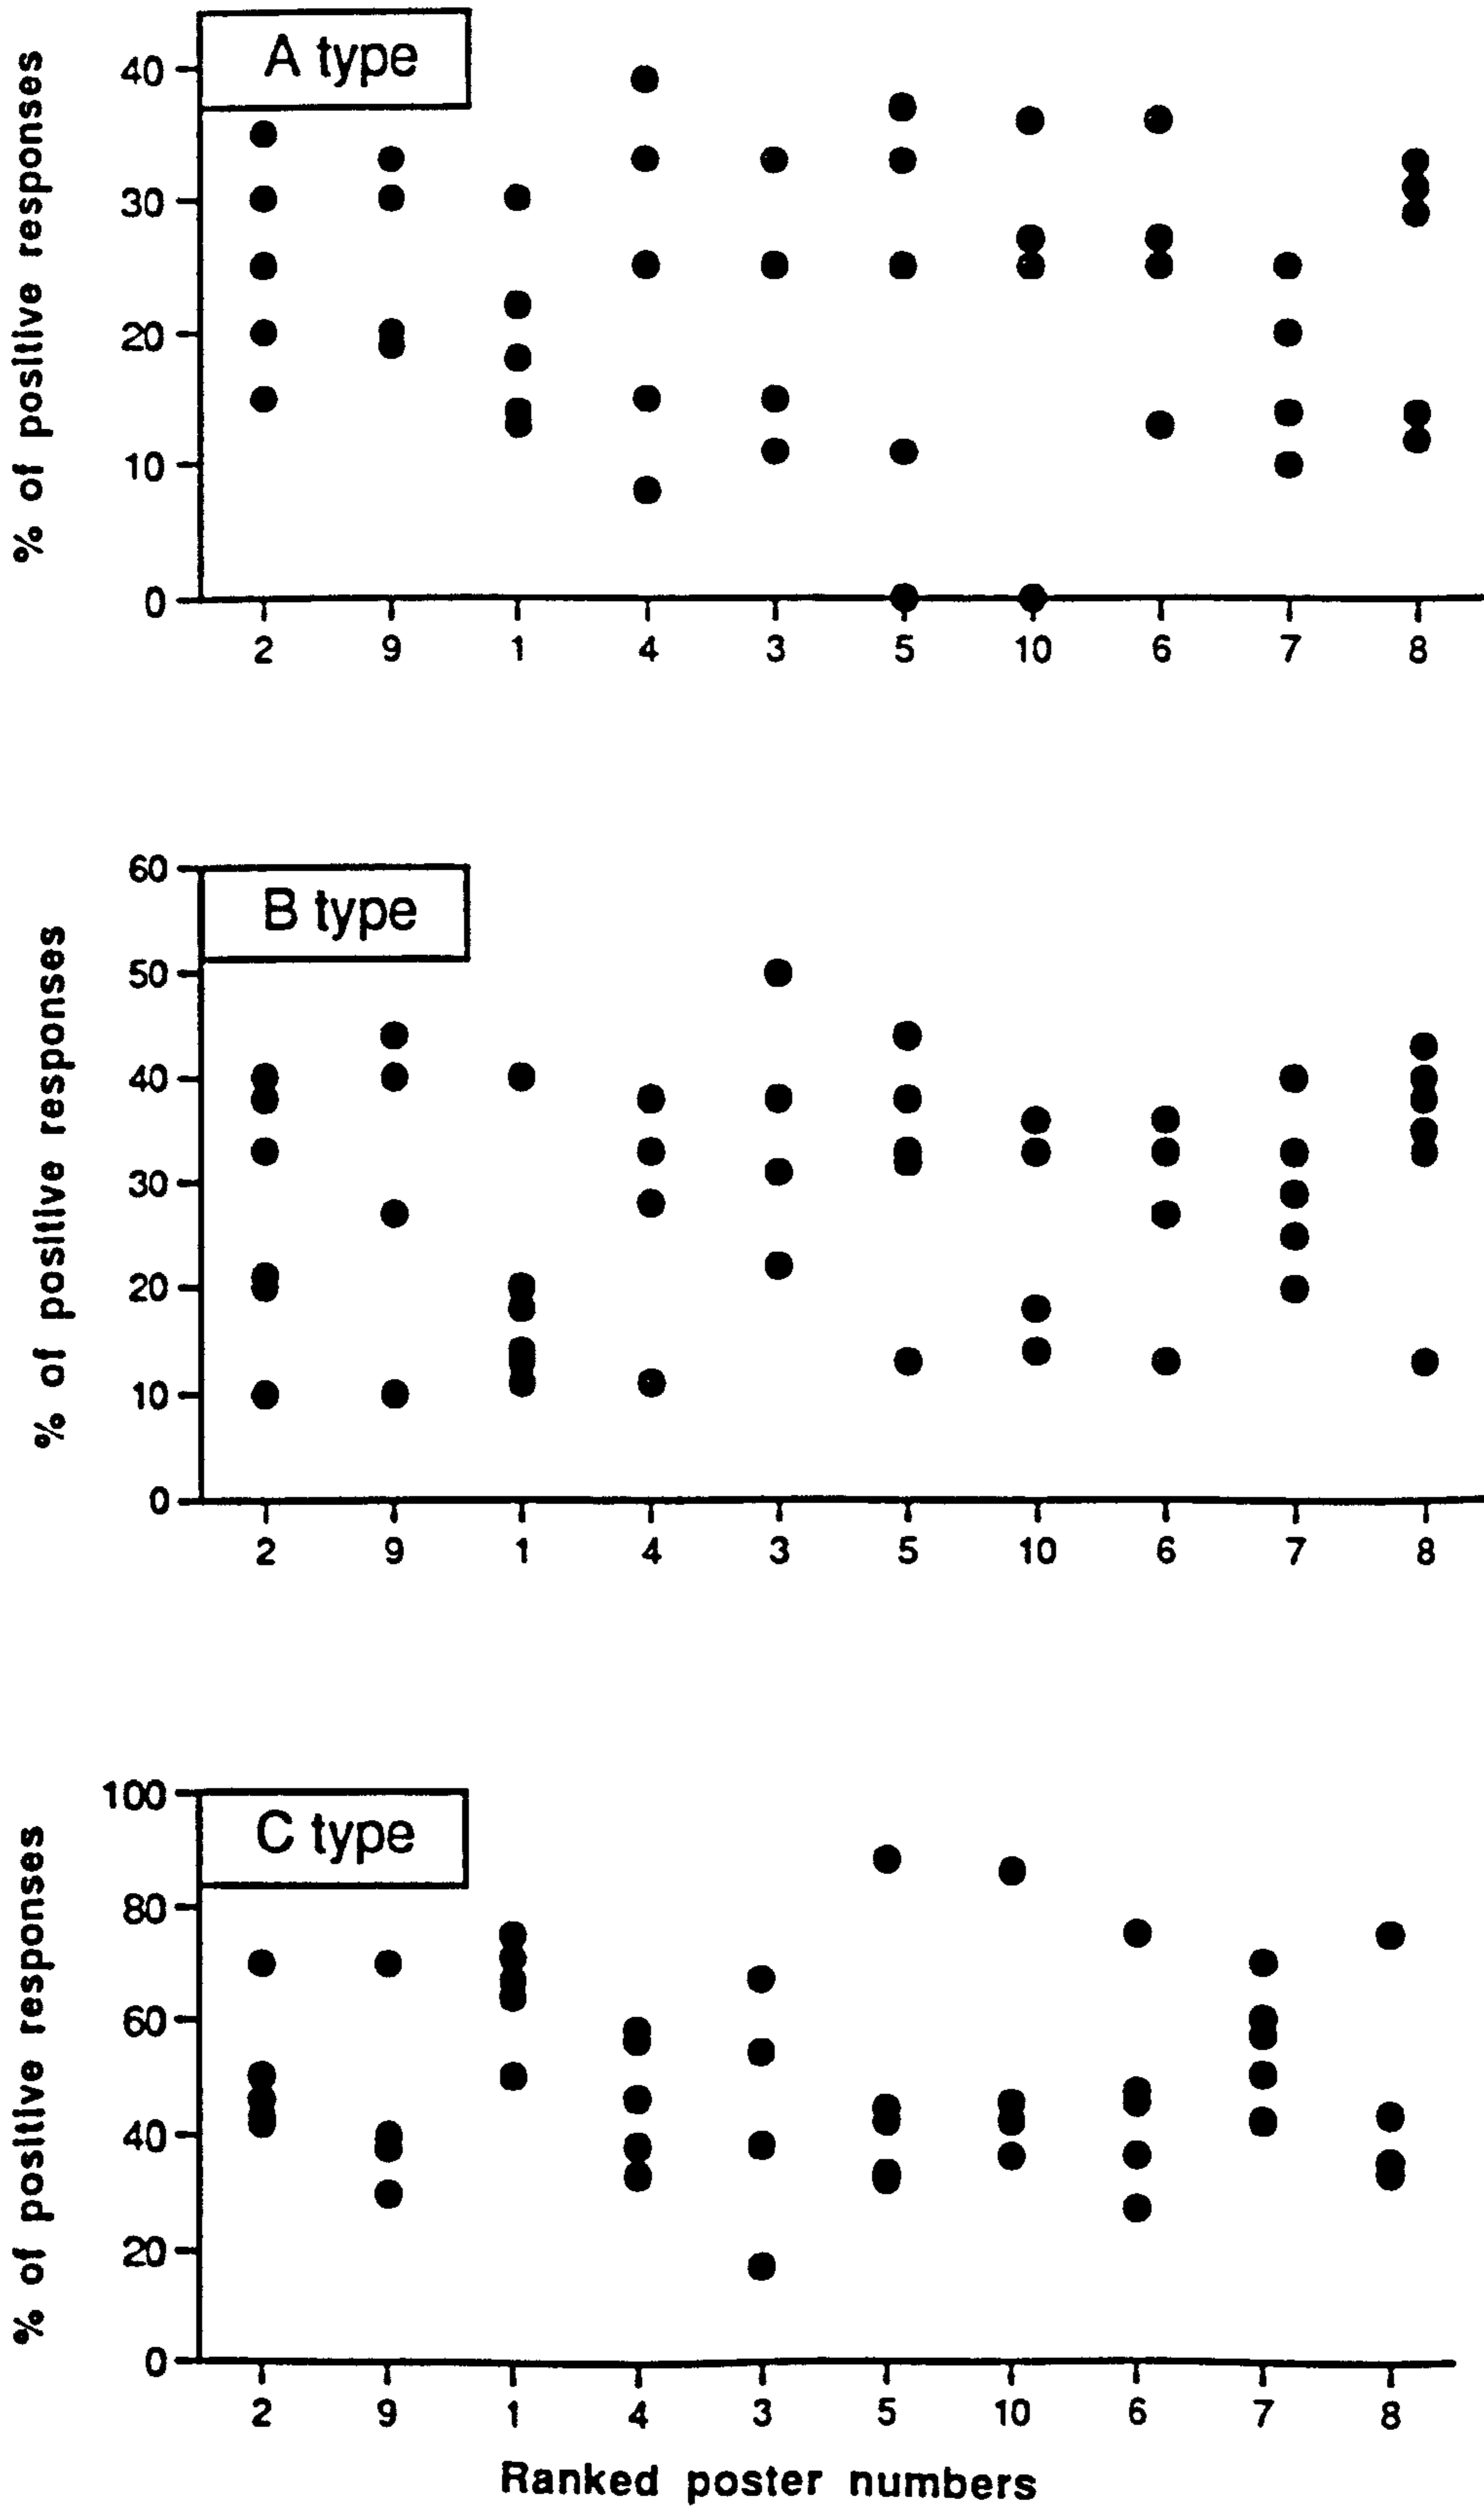 A type
% of positive responses
40
30
20
10
0
2 9 1 4 3 5 10 6 7 8
B type
% of positive responses
60
50
40
30
20
10
0
2 9 1 4 3 5 10 6 7 8
C type
% of positive responses
100
80
60
40
20
0
2 9 1 4 3 5 10 6 7 8
Ranked poster numbers